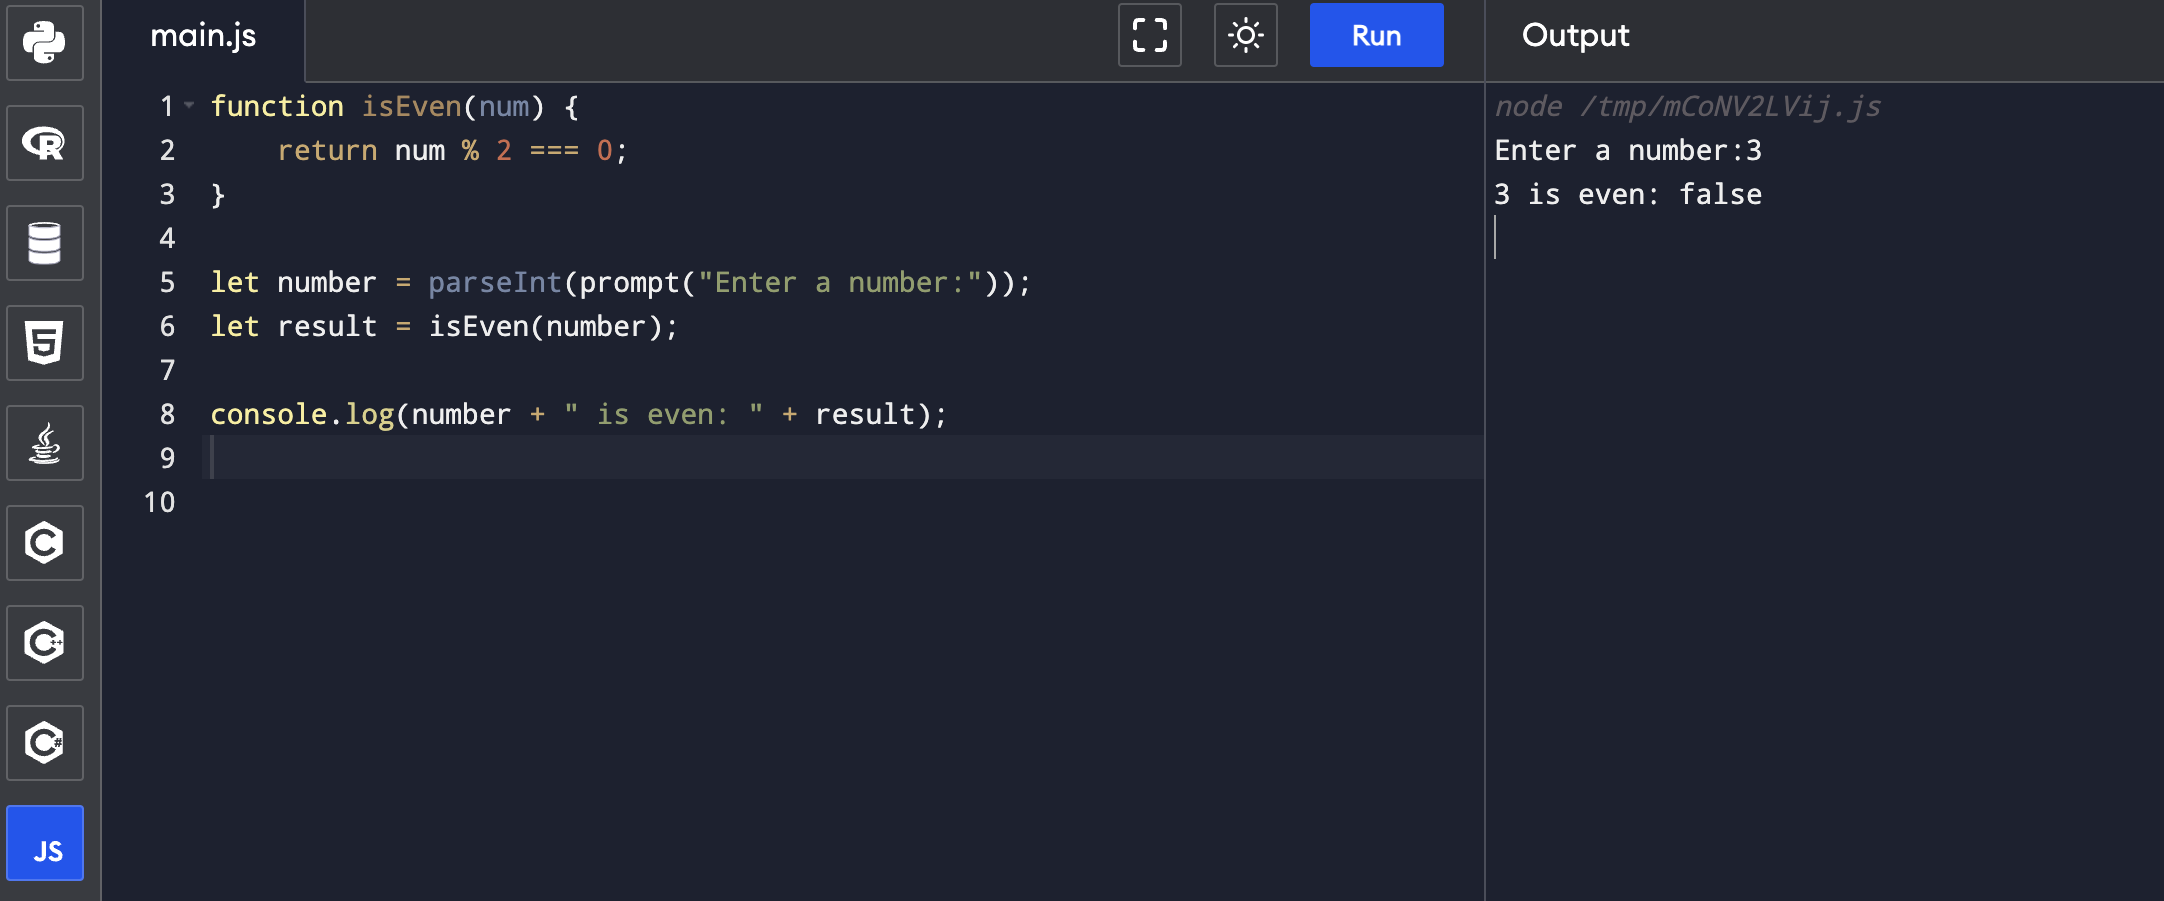 main.js
Run
Output
1 function isEven(num) {
2     return num % 2 === 0;
3 }
4
5 let number = parseInt(prompt("Enter a number:"));
6 let result = isEven(number);
7
8 console.log(number + " is even: " + result);
9
10
node /tmp/mCoNV2LVij.js
Enter a number:3
3 is even: false
R
5
C
C++
C#
JS